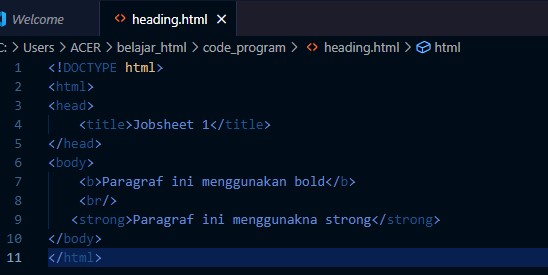 Welcome
<> heading.html ×
C: > Users > ACER > belajar_html > code_program > <> heading.html > html
1 <!DOCTYPE html>
2 <html>
3 <head>
4     <title>Jobsheet 1</title>
5 </head>
6 <body>
7     <b>Paragraf ini menggunakan bold</b>
8     <br/>
9    <strong>Paragraf ini menggunakna strong</strong>
10 </body>
11 </html>